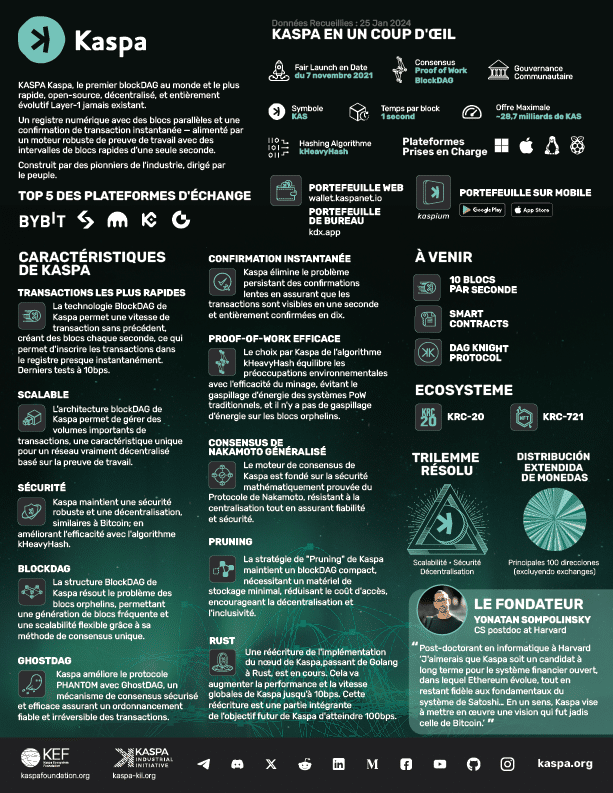 Kaspa
KASPA Kaspa, le premier blockDAG au monde et le plus
rapide, open-source, décentralisé, et entièrement
évolutif Layer-1 jamais existant.
Un registre numérique avec des blocs parallèles et une
confirmation de transaction instantanée – alimenté par
un moteur robuste de preuve de travail avec des
intervalles de blocs rapides d'une seule seconde.
Construit par des pionniers de l'industrie, dirigé par
le peuple.
TOP 5 DES PLATEFORMES D'ÉCHANGE
BYBIT
Données Recueillies : 25 Jan 2024
KASPA EN UN COUP D'ŒIL
Fair Launch en Date
du 7 novembre 2021
Consensus
Proof of Work
BlockDAG
Gouvernance
Communautaire
Symbole
KAS
Temps par block
1 second
Offre Maximale
~28,7 milliards de KAS
Hashing Algorithme
kHeavyHash
Plateformes
Prises en Charge
PORTEFEUILLE WEB
wallet.kaspanet.io
PORTEFEUILLE
DE BUREAU
kdx.app
kaspium
PORTEFEUILLE SUR MOBILE
Google Play
App Store
CARACTÉRISTIQUES
DE KASPA
TRANSACTIONS LES PLUS RAPIDES
La technologie BlockDAG de
Kaspa permet une vitesse de
transaction sans précédent,
créant des blocs chaque seconde, ce qui
permet d'inscrire les transactions dans
le registre presque instantanément.
Derniers tests à 10bps.
SCALABLE
L'architecture blockDAG de
Kaspa permet de gérer des
volumes importants de
transactions, une caractéristique unique
pour un réseau vraiment décentralisé
basé sur la preuve de travail.
SÉCURITÉ
Kaspa maintient une sécurité
robuste et une décentralisation,
similaires à Bitcoin; en
améliorant l'efficacité avec l'algorithme
kHeavyHash.
BLOCKDAG
La structure BlockDAG de
Kaspa résout le problème des
blocs orphelins, permettant
une génération de blocs fréquente et
une scalabilité flexible grâce à sa
méthode de consensus unique.
GHOSTDAG
Kaspa améliore le protocole
PHANTOM avec GhostDAG, un
mécanisme de consensus sécurisé
et efficace assurant un ordonnancement
fiable et irréversible des transactions.
CONFIRMATION INSTANTANÉE
Kaspa élimine le problème
persistant des confirmations
lentes en assurant que les
transactions sont visibles en une seconde
et entièrement confirmées en dix.
PROOF-OF-WORK EFFICACE
Le choix par Kaspa de l'algorithme
kHeavyHash équilibre les
préoccupations environnementales
avec l'efficacité du minage, évitant le
gaspillage d'énergie des systèmes PoW
traditionnels, et il n'y a pas de gaspillage
d'énergie sur les blocs orphelins.
CONSENSUS DE
NAKAMOTO GÉNÉRALISÉ
Le moteur de consensus de
Kaspa est fondé sur la sécurité
mathématiquement prouvée du
Protocole de Nakamoto, résistant à la
centralisation tout en assurant fiabilité
et sécurité.
PRUNING
La stratégie de "Pruning" de Kaspa
maintient un blockDAG compact,
nécessitant un matériel de
stockage minimal, réduisant le coût d'accès,
encourageant la décentralisation et
l'inclusivité.
RUST
Une réécriture de l'implémentation
du nœud de Kaspa,passant de Golang
à Rust, est en cours. Cela va
augmenter la performance et la vitesse
globales de Kaspa jusqu'à 10bps. Cette
réécriture est une partie intégrante
de l'objectif futur de Kaspa d'atteindre 100bps.
À VENIR
10 BLOCS
PAR SECONDE
SMART
CONTRACTS
DAG KNIGHT
PROTOCOL
ECOSYSTEME
KRC
20
KRC-20
NFT
KRC-721
TRILEMME
RÉSOLU
Scalabilité • Sécurité
Décentralisation
DISTRIBUCIÓN
EXTENDIDA
DE MONEDAS
Principales 100 direcciones
(excluyendo exchanges)
LE FONDATEUR
YONATAN SOMPOLINSKY
CS postdoc at Harvard
“Post-doctorant en informatique à Harvard
'J'aimerais que Kaspa soit un candidat à
long terme pour le système financier ouvert,
dans lequel Ethereum évolue, tout en
restant fidèle aux fondamentaux du
système de Satoshi... En un sens, Kaspa vise
à mettre en œuvre une vision qui fut jadis
celle de Bitcoin.' ”
KEF
Kaspa Ecosystem
Foundation
kaspafoundation.org
KASPA
INDUSTRIAL
INITIATIVE
kaspa-kii.org
kaspa.org